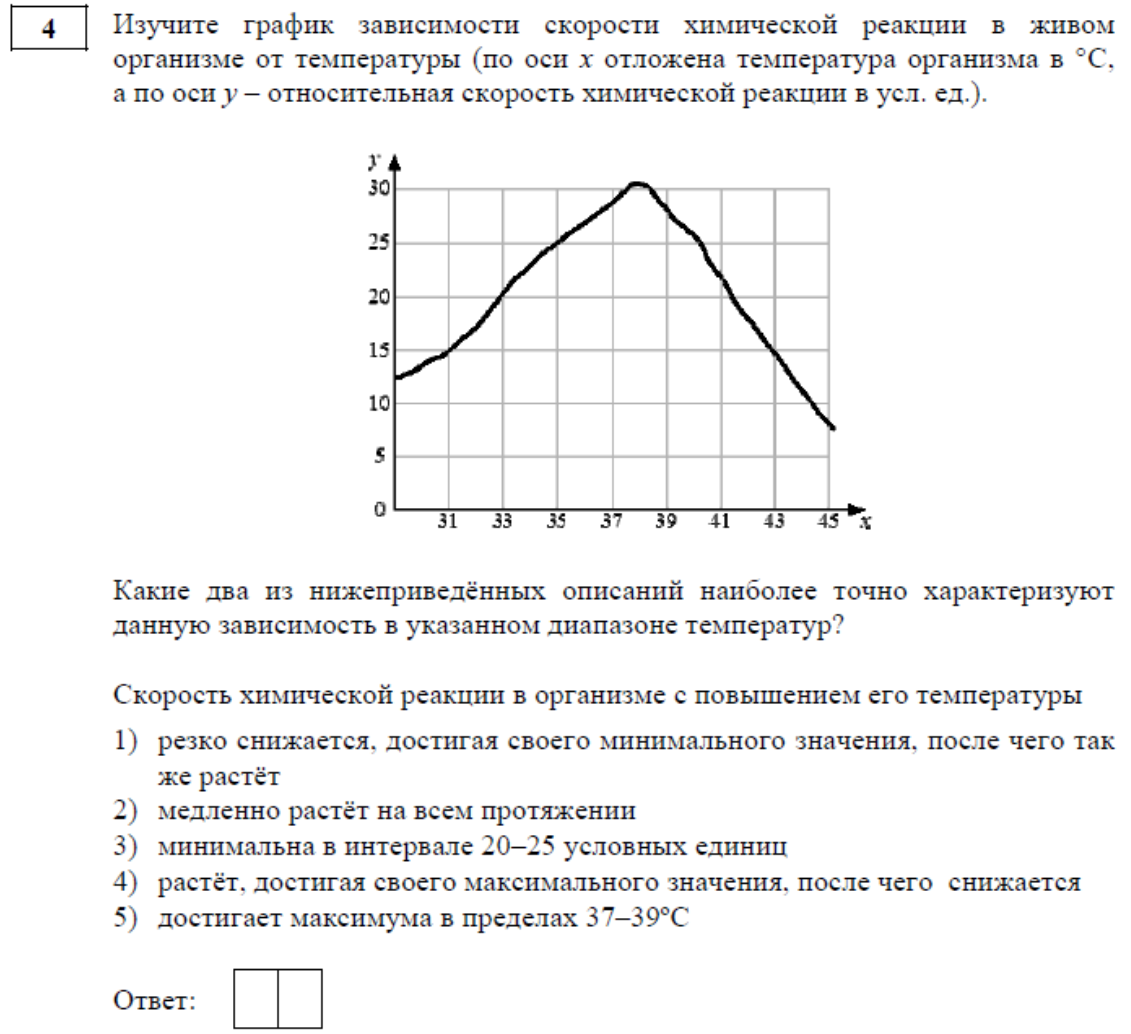 4
Изучите график зависимости скорости химической реакции в живом
организме от температуры (по оси x отложена температура организма в °C,
а по оси y – относительная скорость химической реакции в усл. ед.).
y
30
25
20
15
10
5
0
31 33 35 37 39 41 43 45 x
Какие два из нижеприведённых описаний наиболее точно характеризуют
данную зависимость в указанном диапазоне температур?
Скорость химической реакции в организме с повышением его температуры
1) резко снижается, достигая своего минимального значения, после чего так
же растёт
2) медленно растёт на всем протяжении
3) минимальна в интервале 20–25 условных единиц
4) растёт, достигая своего максимального значения, после чего снижается
5) достигает максимума в пределах 37–39°C
Ответ: